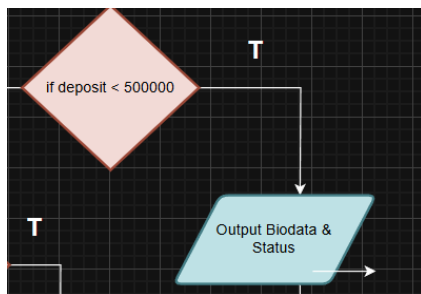 T
if deposit < 500000
T
Output Biodata &
Status